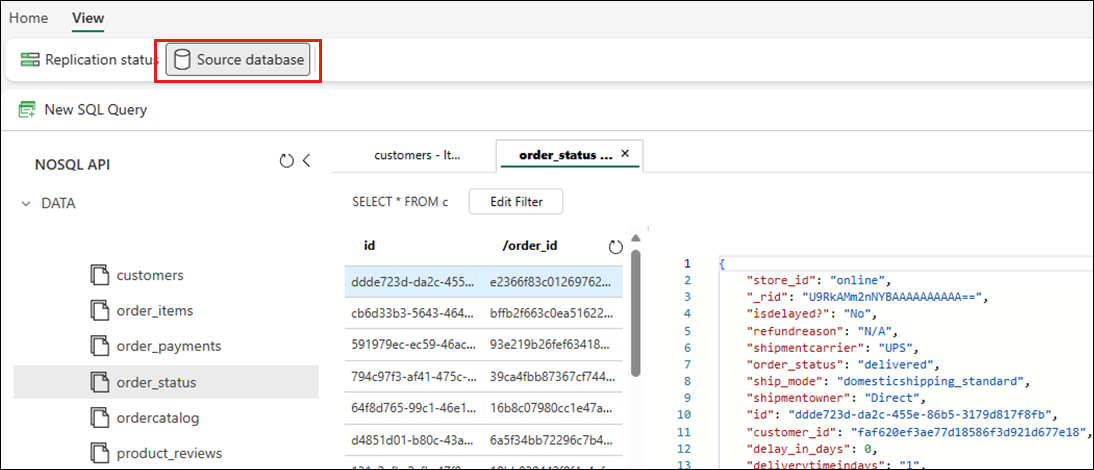 Home View
Replication status Source database
New SQL Query
NOSQL API
DATA
customers
order_items
order_payments
order_status
ordercatalog
product_reviews
customers - It... order_status ... ×
SELECT * FROM c Edit Filter
id /order_id
ddde723d-da2c-455... e2366f83c01269762...
cb6d33b3-5643-464... bffb2f663c0ea51622...
591979ec-ec59-46ac... 93e219b26fef63418...
794c97f3-af41-475c-... 39ca4fbb87367cf744...
64f8d765-99c1-46e1... 16b8c07980cc1e47a...
d4851d01-b80c-43a... 6a5f34bb72296c7b4...
1 {
2 "store_id": "online",
3 "_rid": "U9RkAMm2nNYBAAAAAAAAAA==",
4 "isdelayed?": "No",
5 "refundreason": "N/A",
6 "shipmentcarrier": "UPS",
7 "order_status": "delivered",
8 "ship_mode": "domesticshipping_standard",
9 "shipmentowner": "Direct",
10 "id": "ddde723d-da2c-455e-86b5-3179d817f8fb",
11 "customer_id": "faf620ef3ae77d18586f3d921d677e18",
12 "delay_in_days": 0,
13 "deliverytimeindays": "1",